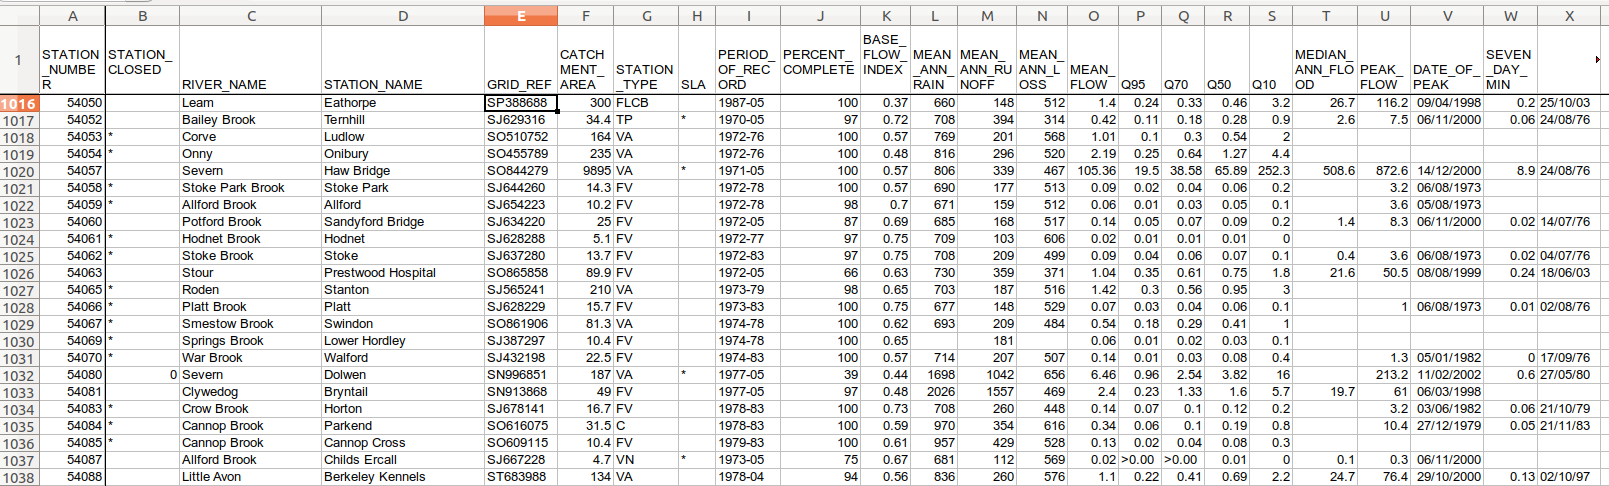 A B C D E F G H I J K L M N O P Q R S T U V W X
1 STATION_NUMBER STATION_CLOSED RIVER_NAME STATION_NAME GRID_REF CATCHMENT_AREA STATION_TYPE SLA PERIOD_OF_RECORD PERCENT_COMPLETE BASE_FLOW_INDEX MEAN_ANN_RAIN MEAN_ANN_RUNOFF MEAN_ANN_LOSS MEAN_FLOW Q95 Q70 Q50 Q10 MEDIAN_ANN_FLOOD PEAK_FLOW DATE_OF_PEAK SEVEN_DAY_MIN
1016 54050 Leam Eathorpe SP388688 300 FLCB 1987-05 100 0.37 660 148 512 1.4 0.24 0.33 0.46 3.2 26.7 116.2 09/04/1998 0.2 25/10/03
1017 54052 Bailey Brook Ternhill SJ629316 34.4 TP * 1970-05 97 0.72 708 394 314 0.42 0.11 0.18 0.28 0.9 2.6 7.5 06/11/2000 0.06 24/08/76
1018 54053 * Corve Ludlow SO510752 164 VA 1972-76 100 0.57 769 201 568 1.01 0.1 0.3 0.54 2
1019 54054 * Onny Onibury SO455789 235 VA 1972-76 100 0.48 816 296 520 2.19 0.25 0.64 1.27 4.4
1020 54057 Severn Haw Bridge SO844279 9895 VA * 1971-05 100 0.57 806 339 467 105.36 19.5 38.58 65.89 252.3 508.6 872.6 14/12/2000 8.9 24/08/76
1021 54058 * Stoke Park Brook Stoke Park SJ644260 14.3 FV 1972-78 100 0.57 690 177 513 0.09 0.02 0.04 0.06 0.2 3.2 06/08/1973
1022 54059 * Allford Brook Allford SJ654223 10.2 FV 1972-78 98 0.7 671 159 512 0.06 0.01 0.03 0.05 0.1 3.6 05/08/1973
1023 54060 Potford Brook Sandyford Bridge SJ634220 25 FV 1972-05 87 0.69 685 168 517 0.14 0.05 0.07 0.09 0.2 1.4 8.3 06/11/2000 0.02 14/07/76
1024 54061 * Hodnet Brook Hodnet SJ628288 5.1 FV 1972-77 97 0.75 709 103 606 0.02 0.01 0.01 0.01 0
1025 54062 * Stoke Brook Stoke SJ637280 13.7 FV 1972-83 97 0.75 708 209 499 0.09 0.04 0.06 0.07 0.1 0.4 3.6 06/08/1973 0.02 04/07/76
1026 54063 Stour Prestwood Hospital SO865858 89.9 FV 1972-05 66 0.63 730 359 371 1.04 0.35 0.61 0.75 1.8 21.6 50.5 08/08/1999 0.24 18/06/03
1027 54065 * Roden Stanton SJ565241 210 VA 1973-79 98 0.65 703 187 516 1.42 0.3 0.56 0.95 3
1028 54066 * Platt Brook Platt SJ628229 15.7 FV 1973-83 100 0.75 677 148 529 0.07 0.03 0.04 0.06 0.1 1 06/08/1973 0.01 02/08/76
1029 54067 * Smestow Brook Swindon SO861906 81.3 VA 1974-78 100 0.62 693 209 484 0.54 0.18 0.29 0.41 1
1030 54069 * Springs Brook Lower Hordley SJ387297 10.4 FV 1974-78 100 0.65 181 0.06 0.01 0.02 0.03 0.1
1031 54070 * War Brook Walford SJ432198 22.5 FV 1974-83 100 0.57 714 207 507 0.14 0.01 0.03 0.08 0.4 1.3 05/01/1982 0 17/09/76
1032 54080 0 Severn Dolwen SN996851 187 VA * 1977-05 39 0.44 1698 1042 656 6.46 0.96 2.54 3.82 16 213.2 11/02/2002 0.6 27/05/80
1033 54081 Clywedog Bryntail SN913868 49 FV 1977-05 97 0.48 2026 1557 469 2.4 0.23 1.33 1.6 5.7 19.7 61 06/03/1998
1034 54083 * Crow Brook Horton SJ678141 16.7 FV 1978-83 100 0.73 708 260 448 0.14 0.07 0.1 0.12 0.2 3.2 03/06/1982 0.06 21/10/79
1035 54084 * Cannop Brook Parkend SO616075 31.5 C 1978-83 100 0.59 970 354 616 0.34 0.06 0.1 0.19 0.8 10.4 27/12/1979 0.05 21/11/83
1036 54085 * Cannop Brook Cannop Cross SO609115 10.4 FV 1979-83 100 0.61 957 429 528 0.13 0.02 0.04 0.08 0.3
1037 54087 Allford Brook Childs Ercall SJ667228 4.7 VN * 1973-05 75 0.67 681 112 569 0.02 >0.00 >0.00 0.01 0 0.1 0.3 06/11/2000
1038 54088 Little Avon Berkeley Kennels ST683988 134 VA 1978-04 94 0.56 836 260 576 1.1 0.22 0.41 0.69 2.2 24.7 76.4 29/10/2000 0.13 02/10/97